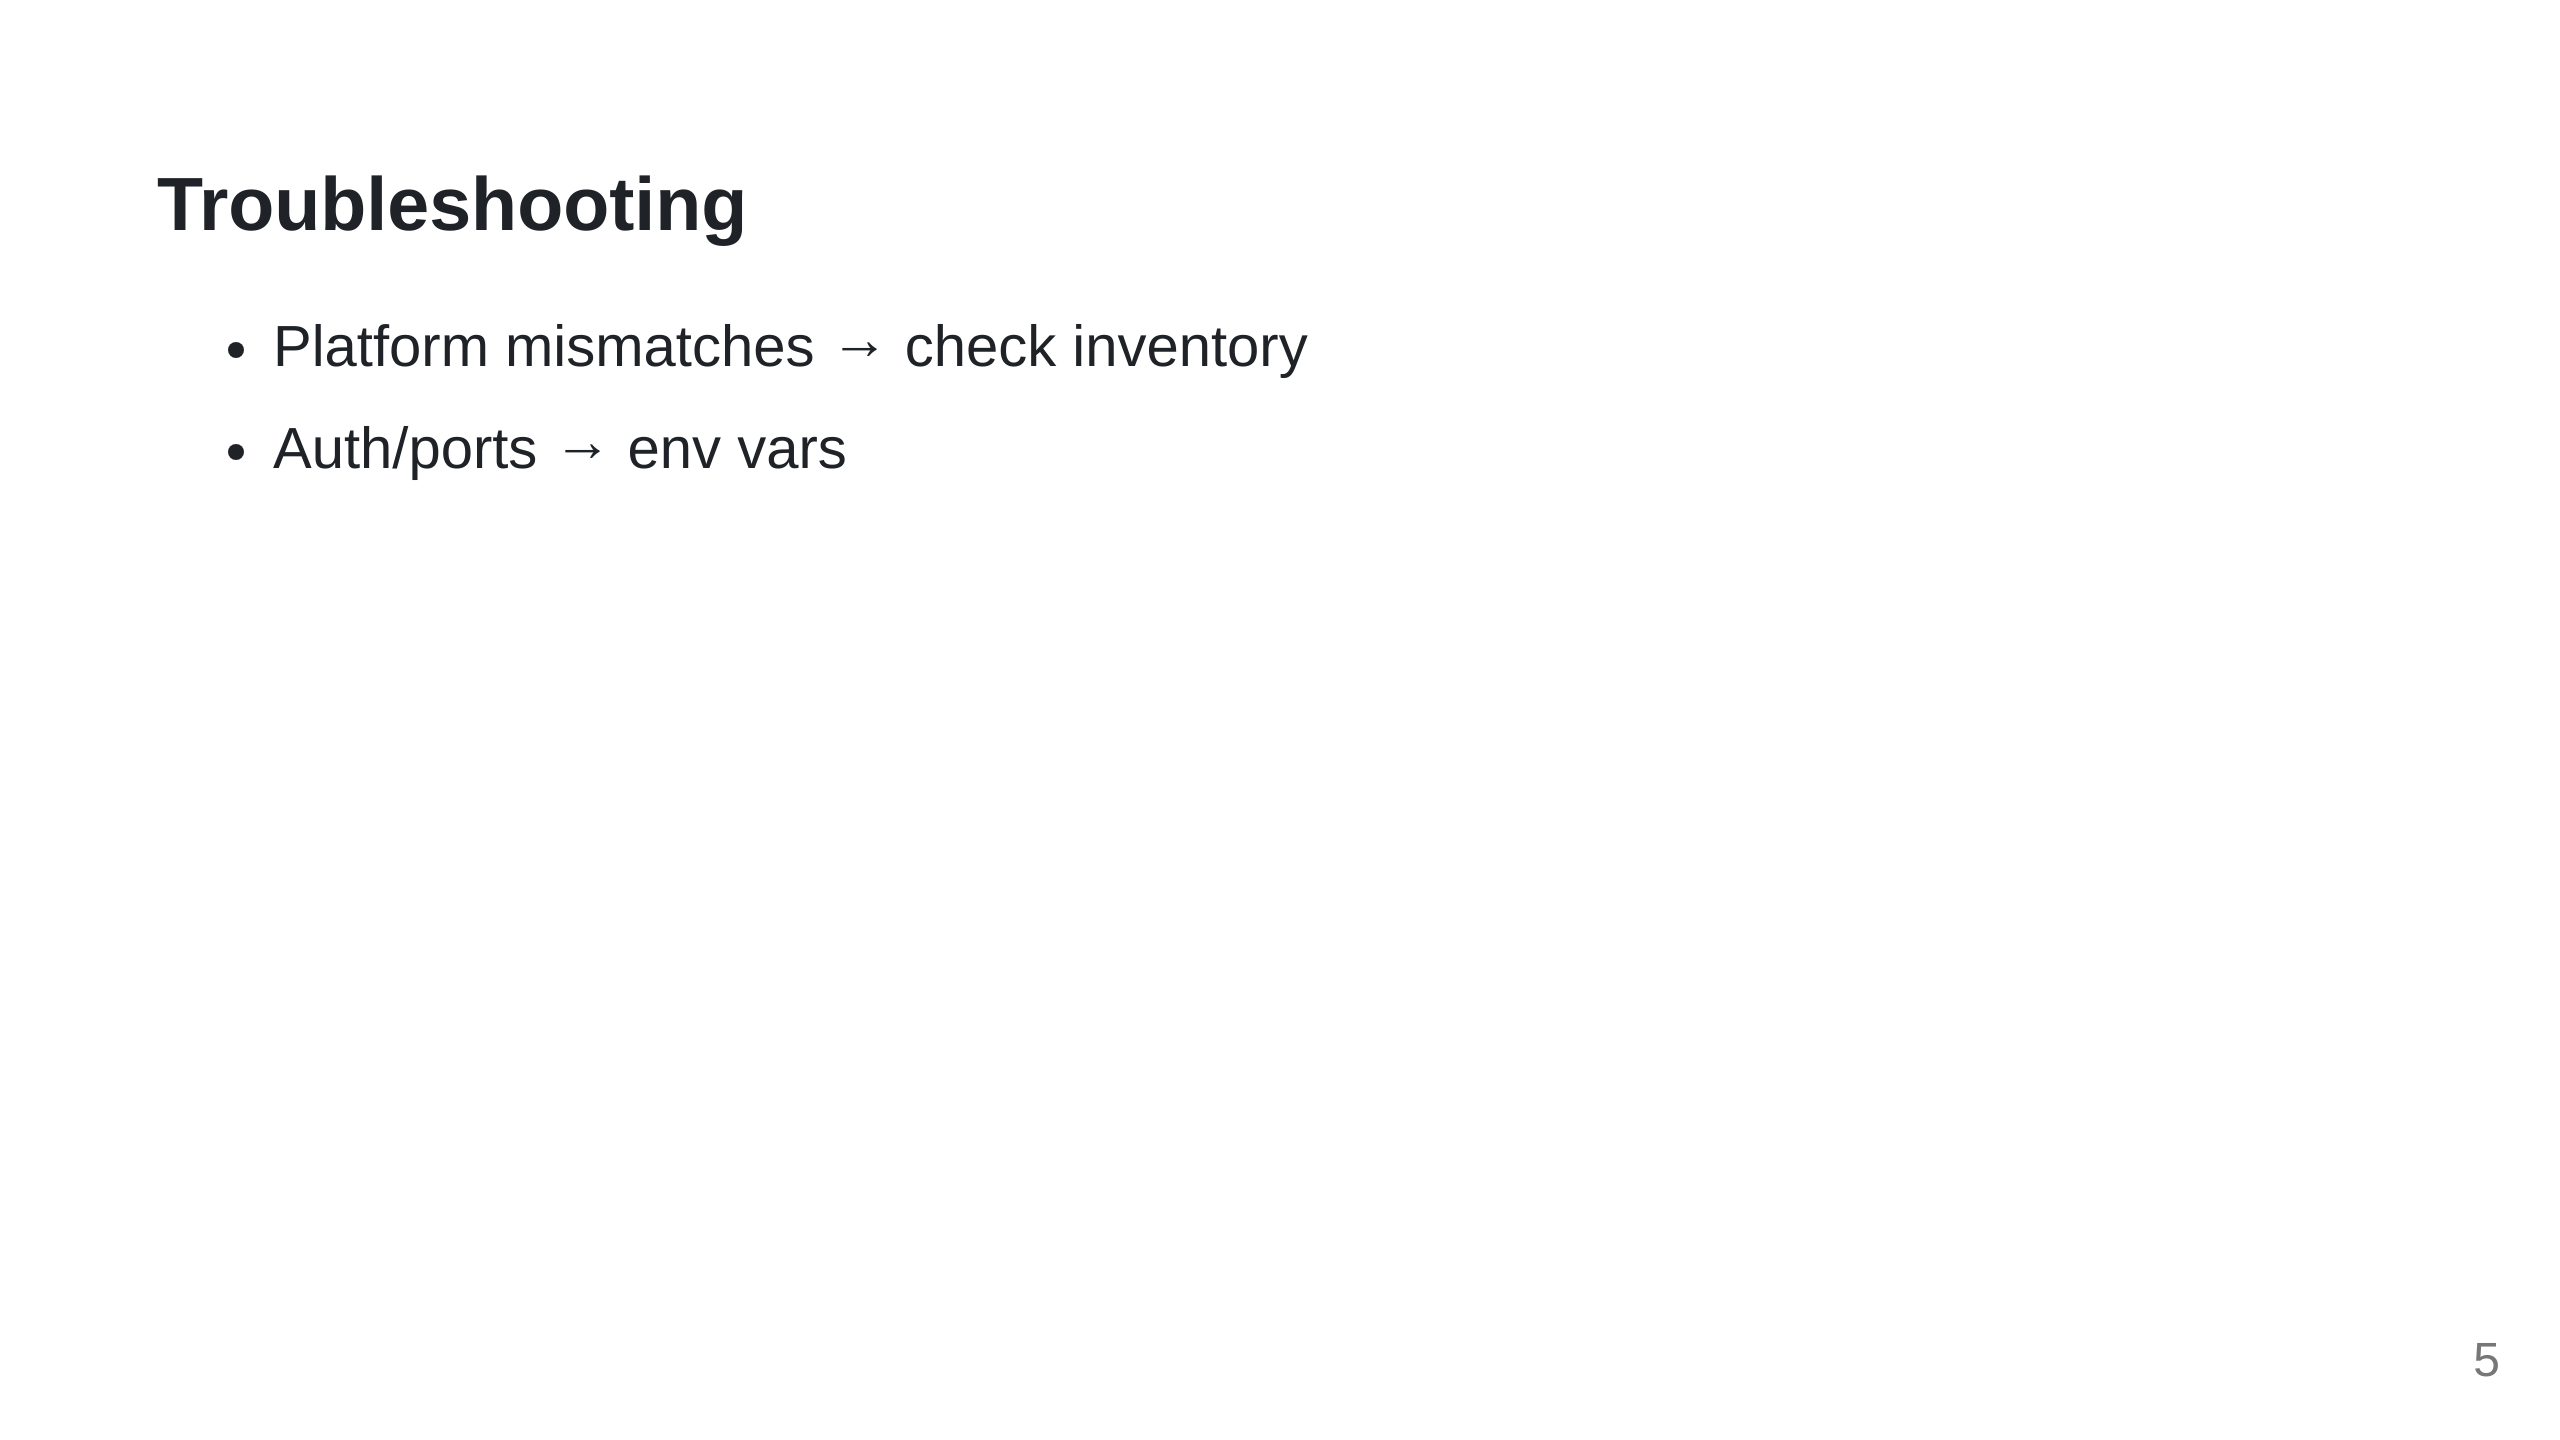 Troubleshooting
• Platform mismatches → check inventory
• Auth/ports → env vars
5